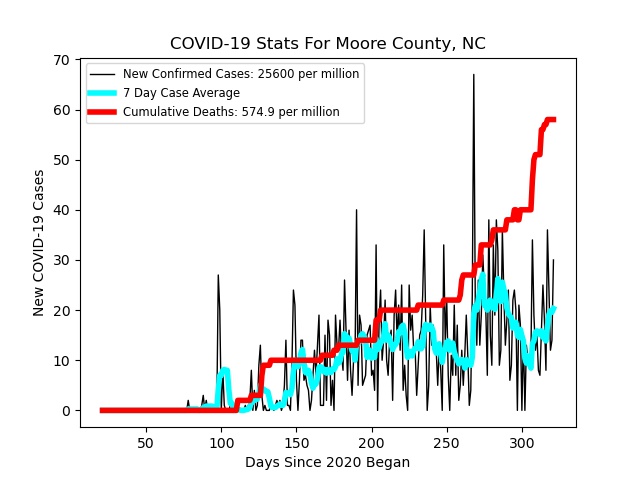 COVID-19 Stats For Moore County, NC
New Confirmed Cases: 25600 per million
7 Day Case Average
Cumulative Deaths: 574.9 per million
New COVID-19 Cases
70
60
50
40
30
20
10
0
50 100 150 200 250 300
Days Since 2020 Began